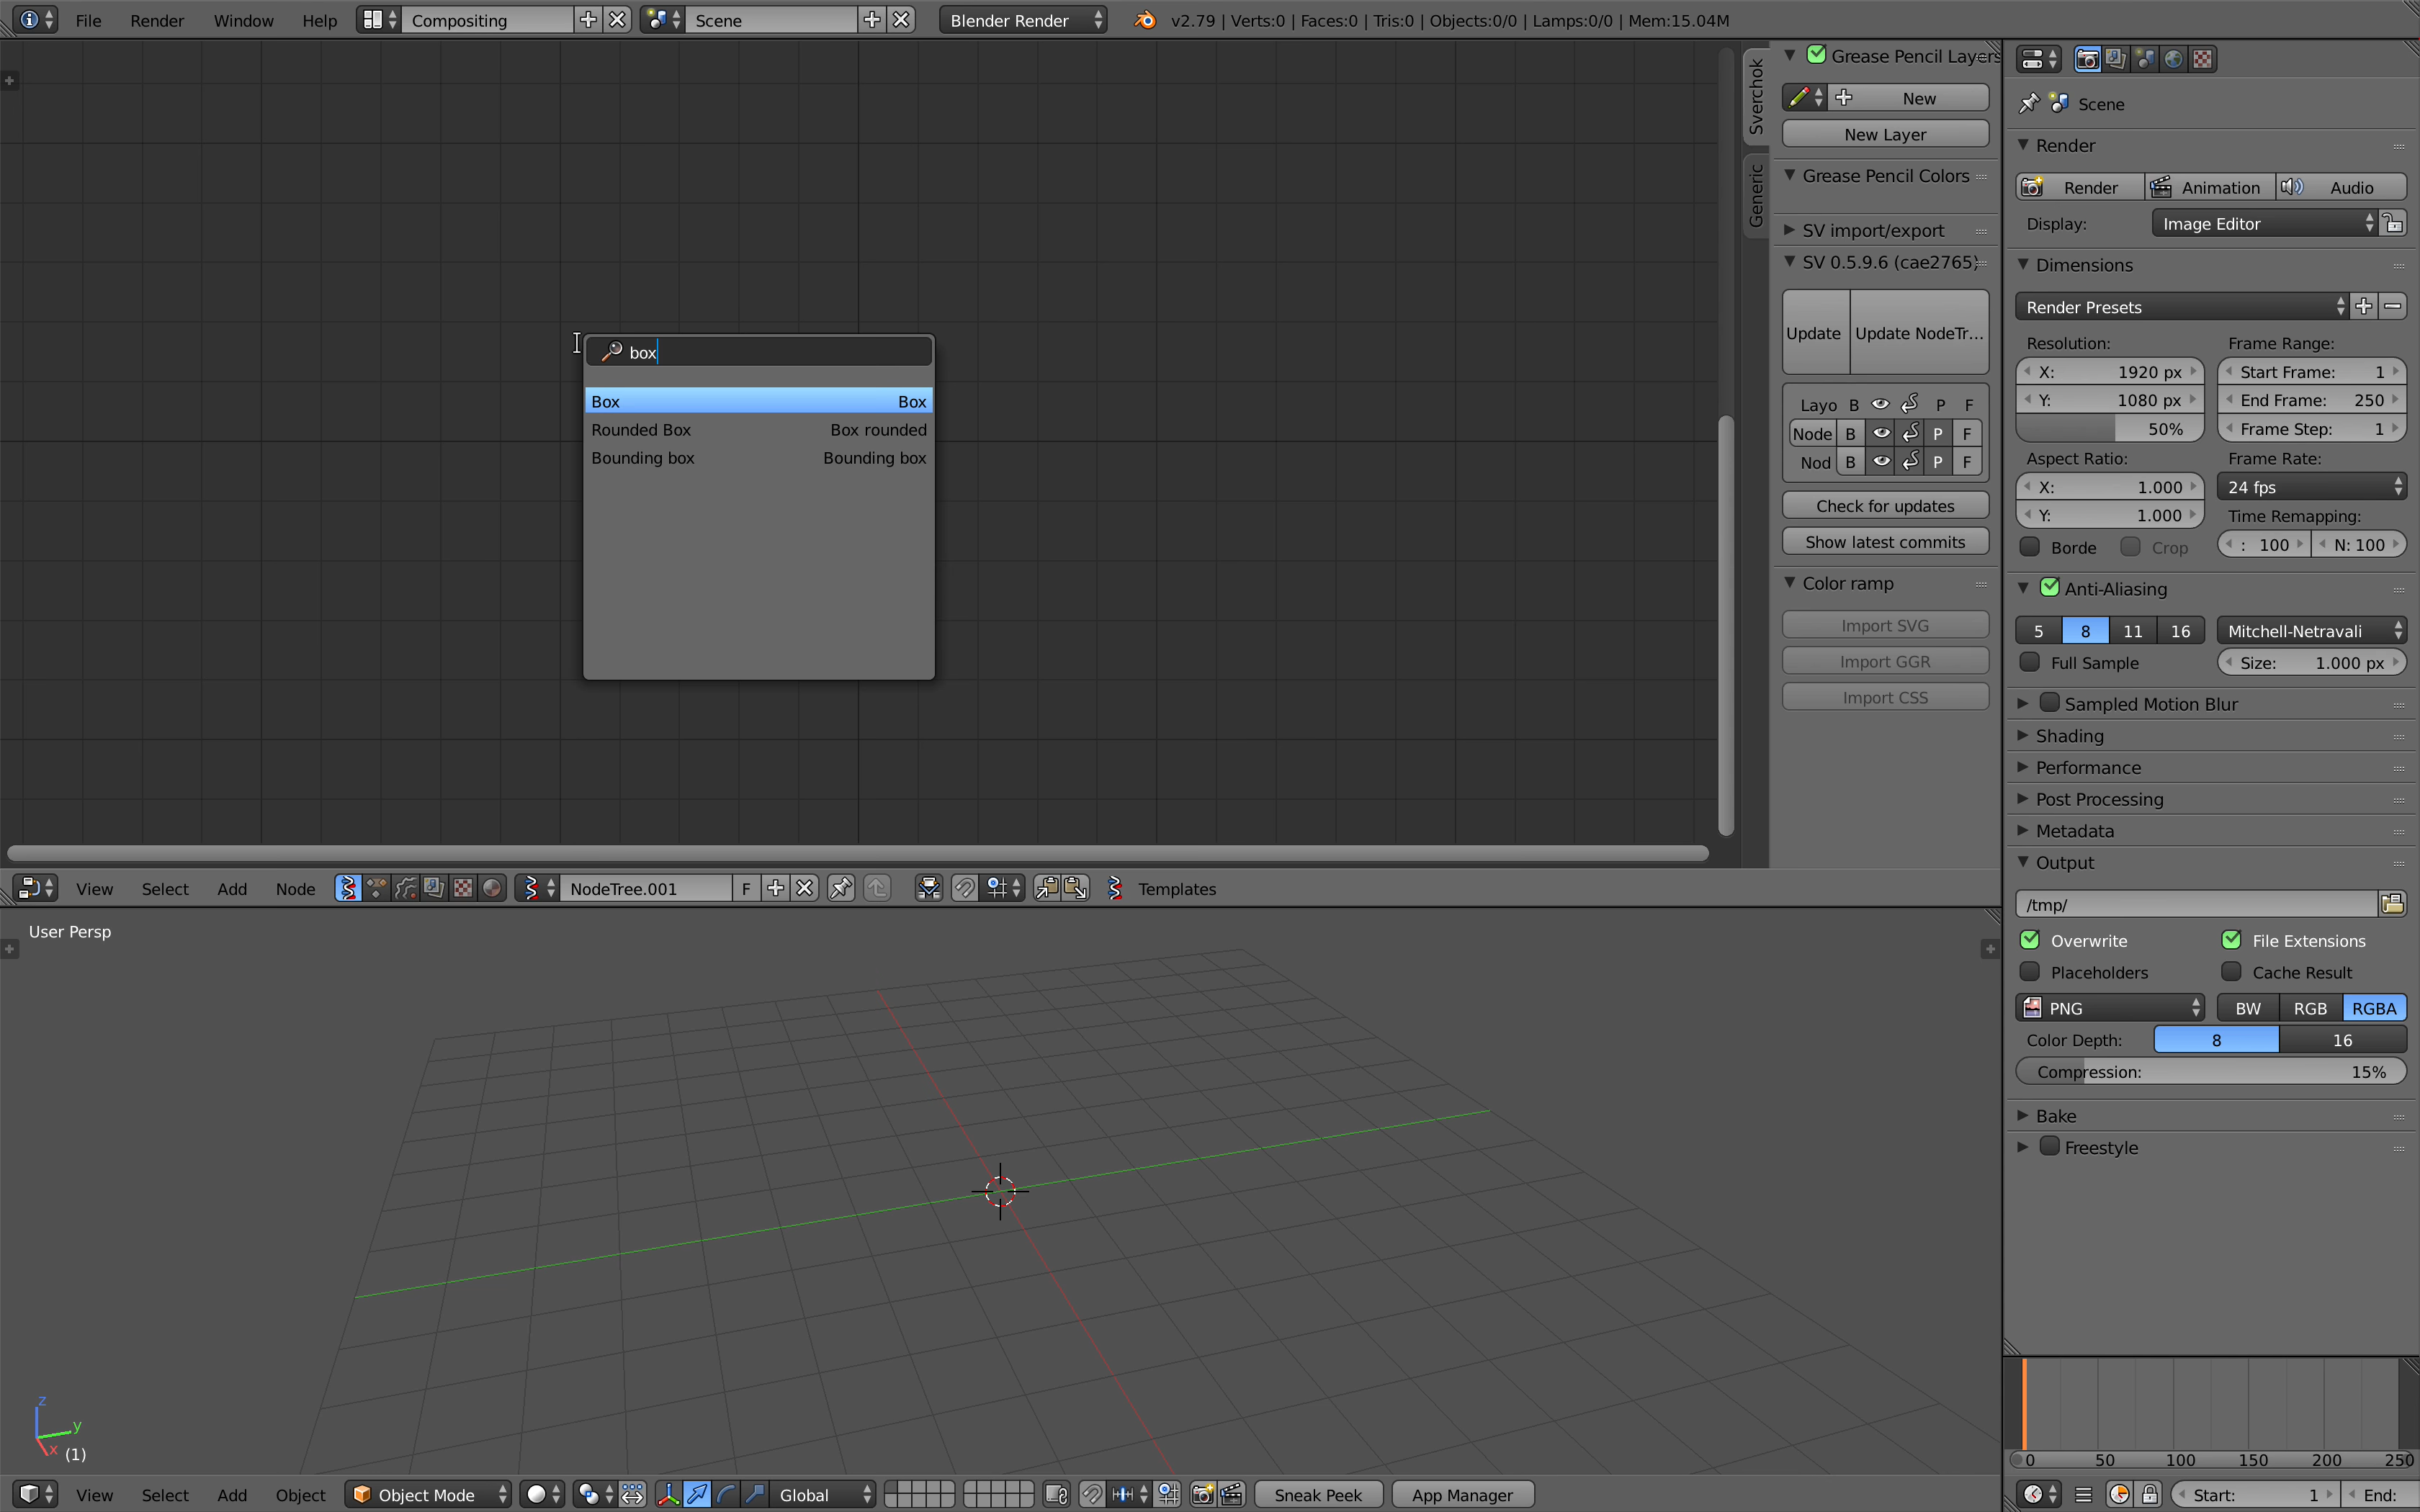 File Render Window Help Compositing Scene Blender Render v2.79 | Verts:0 | Faces:0 | Tris:0 | Objects:0/0 | Lamps:0/0 | Mem:15.04M
box
Box Box
Rounded Box Box rounded
Bounding box Bounding box
Sverchok
Generic
Grease Pencil Layers
New
New Layer
Grease Pencil Colors
SV import/export
SV 0.5.9.6 (cae2765)
Update Update NodeTr...
Layo B P F
Node B P F
Nod B P F
Check for updates
Show latest commits
Color ramp
Import SVG
Import GGR
Import CSS
View Select Add Node NodeTree.001 F Templates
User Persp
z
y
x (1)
View Select Add Object Object Mode Global Sneak Peek App Manager
Scene
Render
Render Animation Audio
Display: Image Editor
Dimensions
Render Presets
Resolution: Frame Range:
X: 1920 px Start Frame: 1
Y: 1080 px End Frame: 250
50% Frame Step: 1
Aspect Ratio: Frame Rate:
X: 1.000 24 fps
Y: 1.000 Time Remapping:
Borde Crop : 100 N: 100
Anti-Aliasing
5 8 11 16 Mitchell-Netravali
Full Sample Size: 1.000 px
Sampled Motion Blur
Shading
Performance
Post Processing
Metadata
Output
/tmp/
Overwrite File Extensions
Placeholders Cache Result
PNG BW RGB RGBA
Color Depth: 8 16
Compression: 15%
Bake
Freestyle
0 50 100 150 200 250
Start: 1 End: